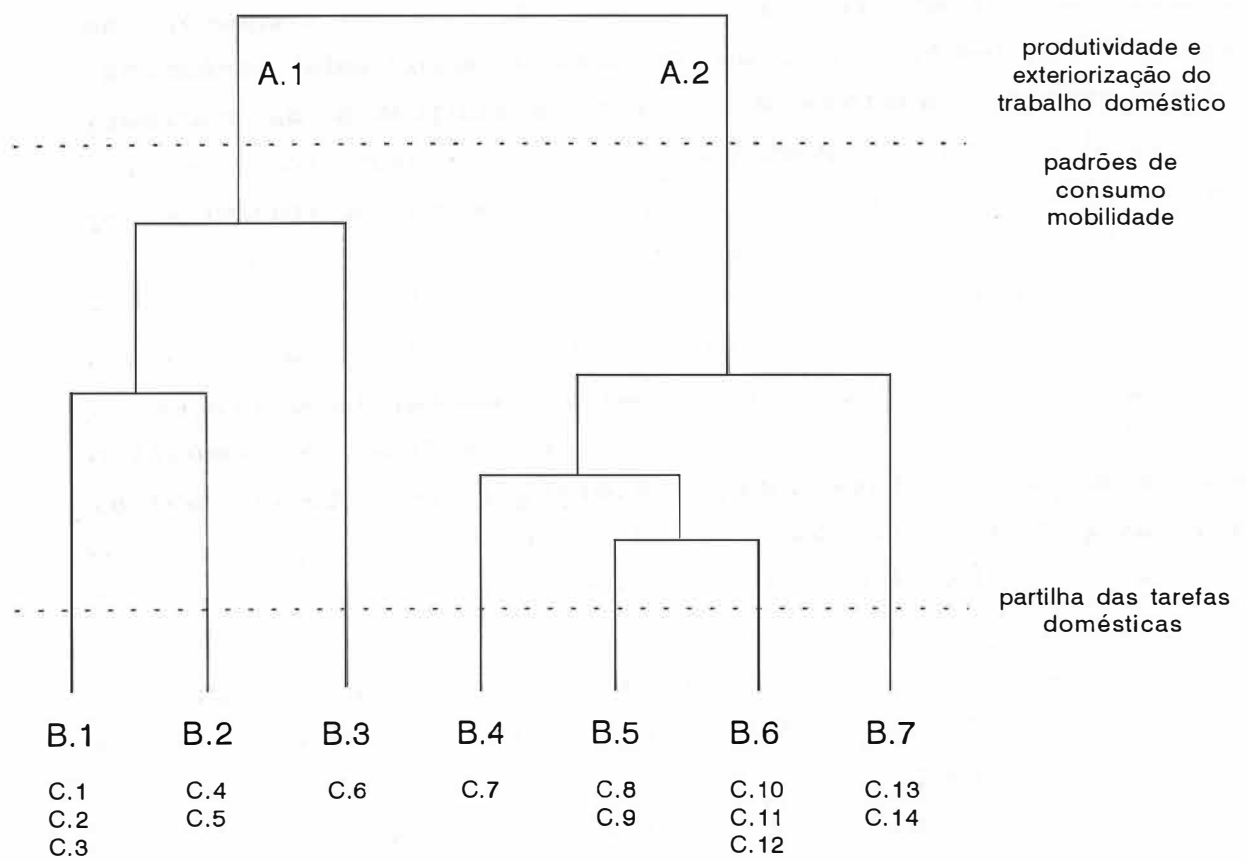 A.1
A.2
produtividade e
exteriorização do
trabalho doméstico
padrões de
consumo
mobilidade
partilha das tarefas
domésticas
B.1
B.2
B.3
B.4
B.5
B.6
B.7
C.1
C.4
C.6
C.7
C.8
C.10
C.13
C.2
C.5
C.9
C.11
C.14
C.3
C.12